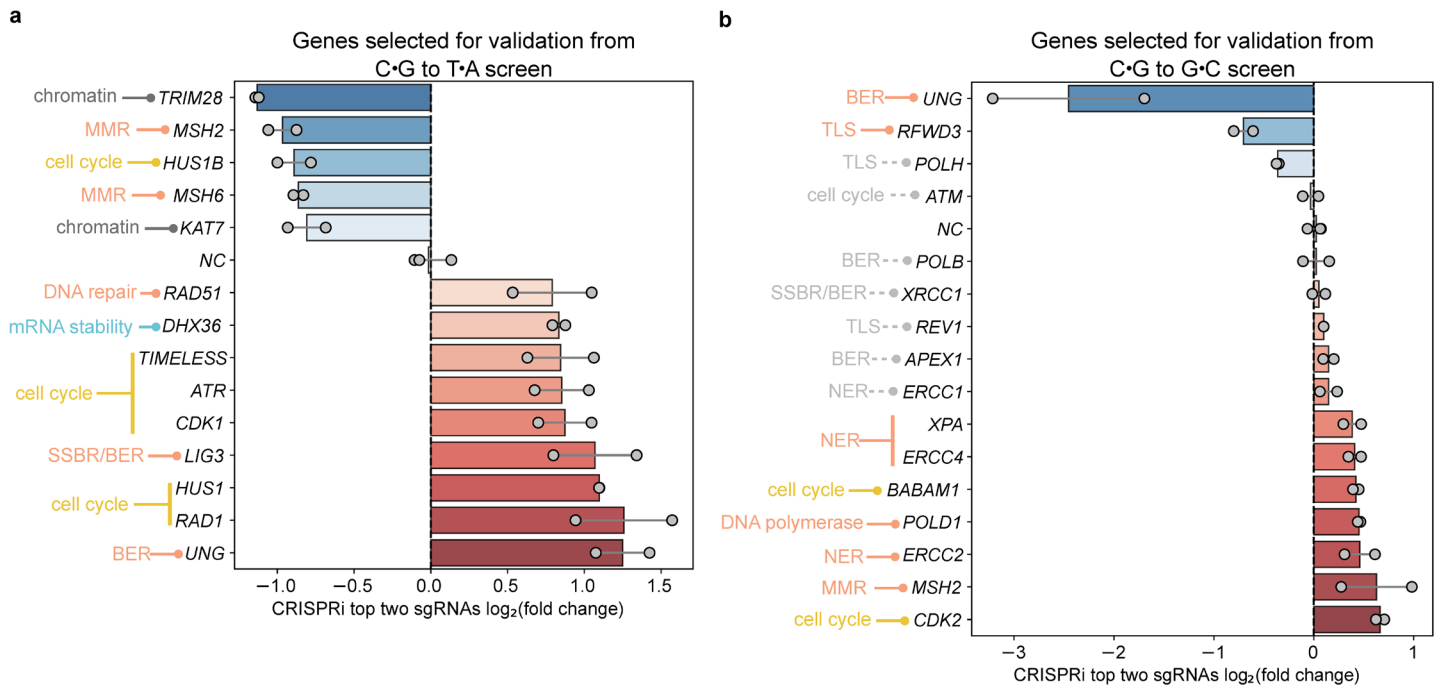 a
Genes selected for validation from
C•G to T•A screen
chromatin TRIM28
MMR MSH2
cell cycle HUS1B
MMR MSH6
chromatin KAT7
NC
DNA repair RAD51
mRNA stability DHX36
TIMELESS
cell cycle ATR
CDK1
SSBR/BER LIG3
HUS1
cell cycle
RAD1
BER UNG
−1.0 −0.5 0.0 0.5 1.0 1.5
CRISPRi top two sgRNAs log₂(fold change)
b
Genes selected for validation from
C•G to G•C screen
BER UNG
TLS RFWD3
TLS POLH
cell cycle ATM
NC
BER POLB
SSBR/BER XRCC1
TLS REV1
BER APEX1
NER ERCC1
XPA
NER
ERCC4
cell cycle BABAM1
DNA polymerase POLD1
NER ERCC2
MMR MSH2
cell cycle CDK2
−3 −2 −1 0 1
CRISPRi top two sgRNAs log₂(fold change)